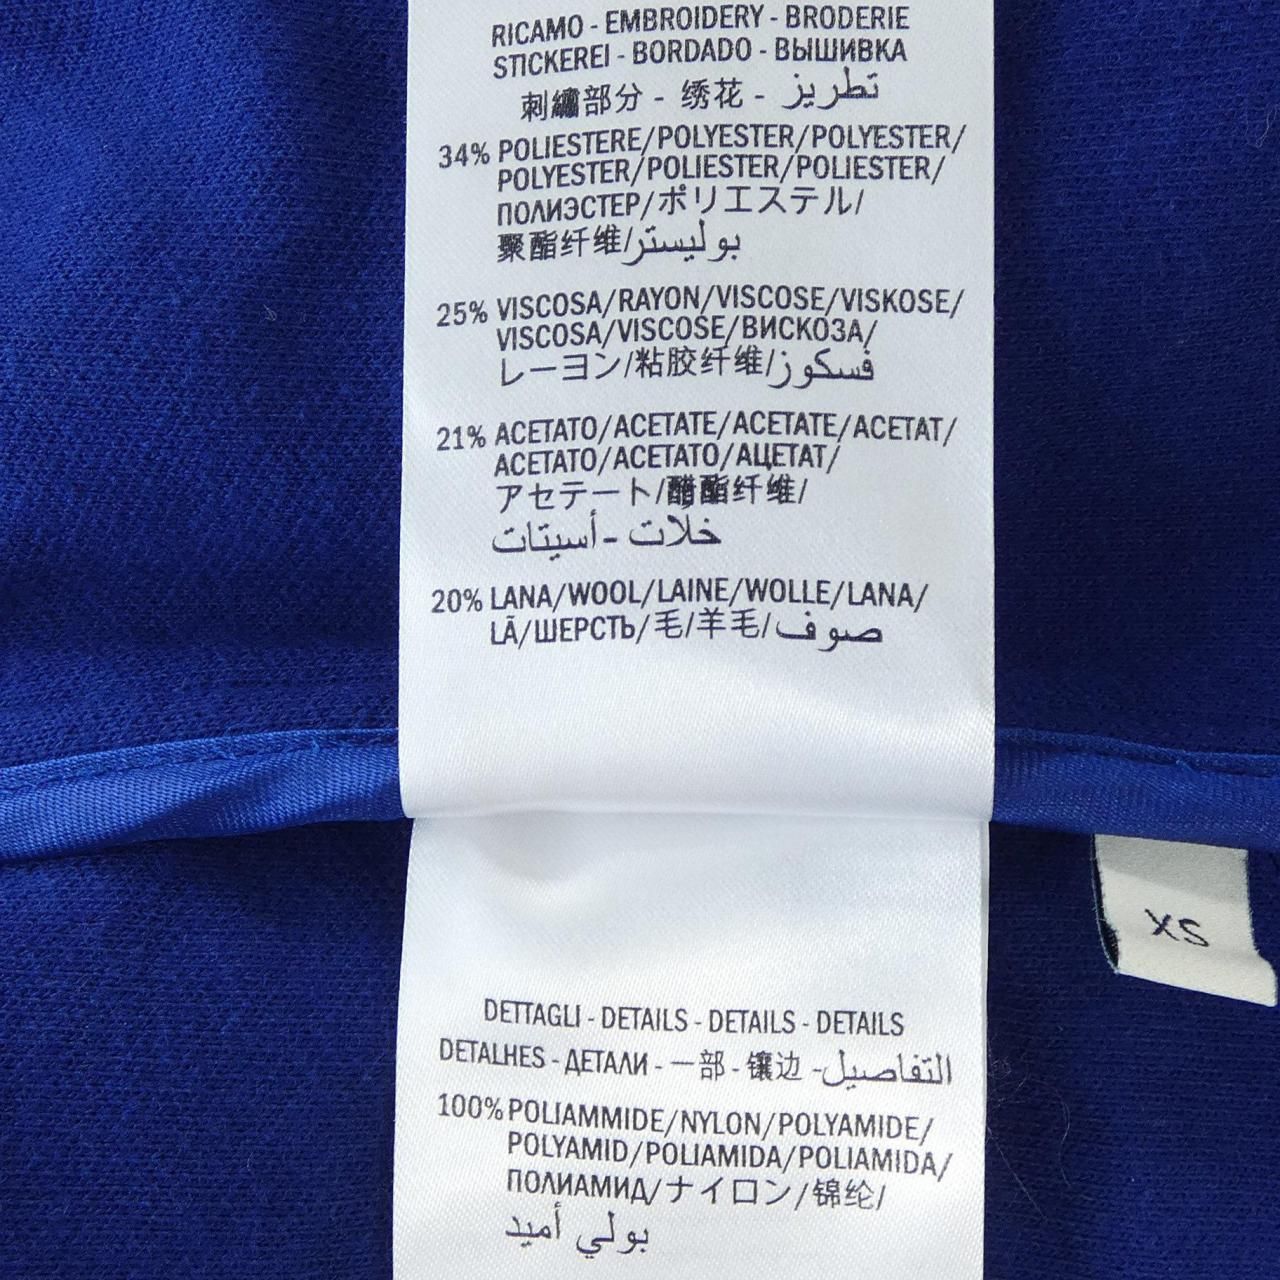 RICAMO - EMBROIDERY - BRODERIE
STICKEREI - BORDADO - ВЫШИВКА
刺繍部分 - 绣花 - تطريز
34% POLIESTERE/POLYESTER/POLYESTER/
POLYESTER/POLIESTER/POLIESTER/
ПОЛИЭСТЕР/ポリエステル/
聚酯纤维/بوليستر
25% VISCOSA/RAYON/VISCOSE/VISKOSE/
VISCOSA/VISCOSE/ВИСКОЗА/
レーヨン/粘胶纤维/فسكوز
21% ACETATO/ACETATE/ACETATE/ACETAT/
ACETATO/ACETATO/АЦЕТАТ/
アセテート/醋酯纤维/
خلات - أسيتات
20% LANA/WOOL/LAINE/WOLLE/LANA/
LÃ/ШЕРСТЬ/毛/羊毛/صوف
XS
DETTAGLI - DETAILS - DETAILS - DETAILS
DETALHES - ДЕТАЛИ - 一部 - 镶边 - التفاصيل
100% POLIAMMIDE/NYLON/POLYAMIDE/
POLYAMID/POLIAMIDA/POLIAMIDA/
ПОЛИАМИД/ナイロン/锦纶/
بولي أميد